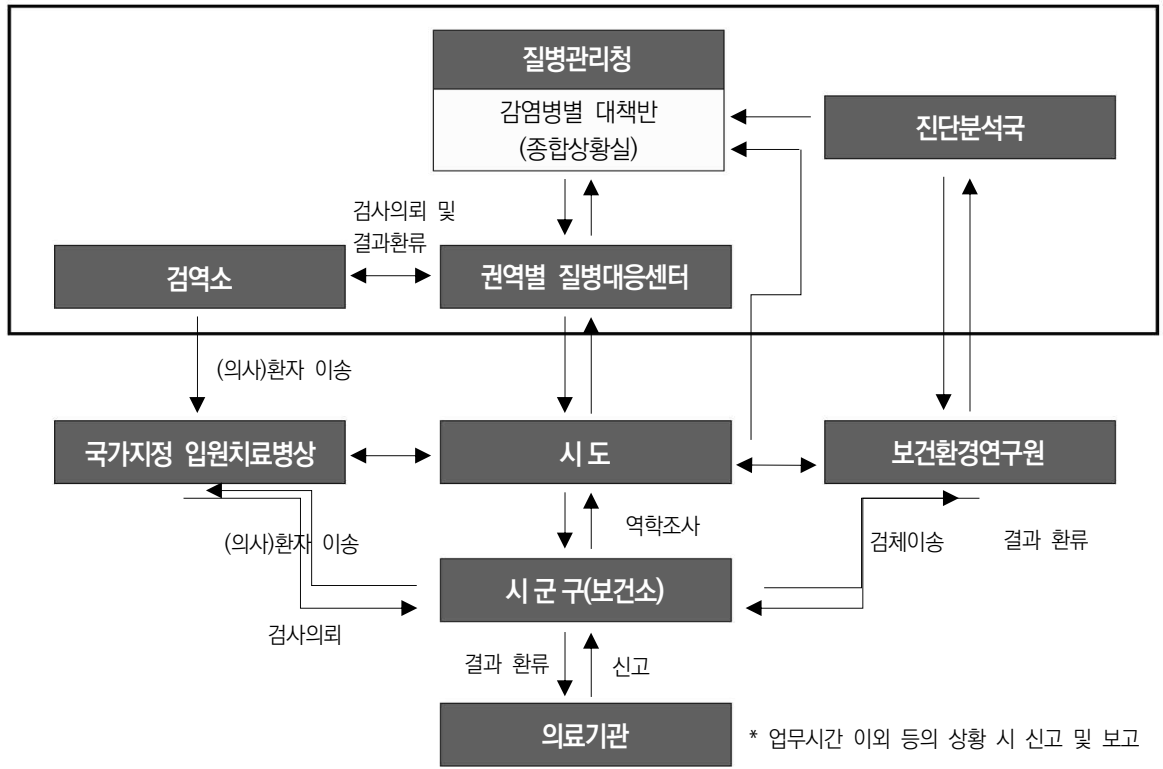 질병관리청
감염병별 대책반
(종합상황실)
진단분석국
검사의뢰 및
결과환류
검역소
권역별 질병대응센터
(의사)환자 이송
국가지정 입원치료병상
시 도
보건환경연구원
(의사)환자 이송
역학조사
검체이송
결과 환류
시 군 구(보건소)
검사의뢰
결과 환류
신고
의료기관
* 업무시간 이외 등의 상황 시 신고 및 보고